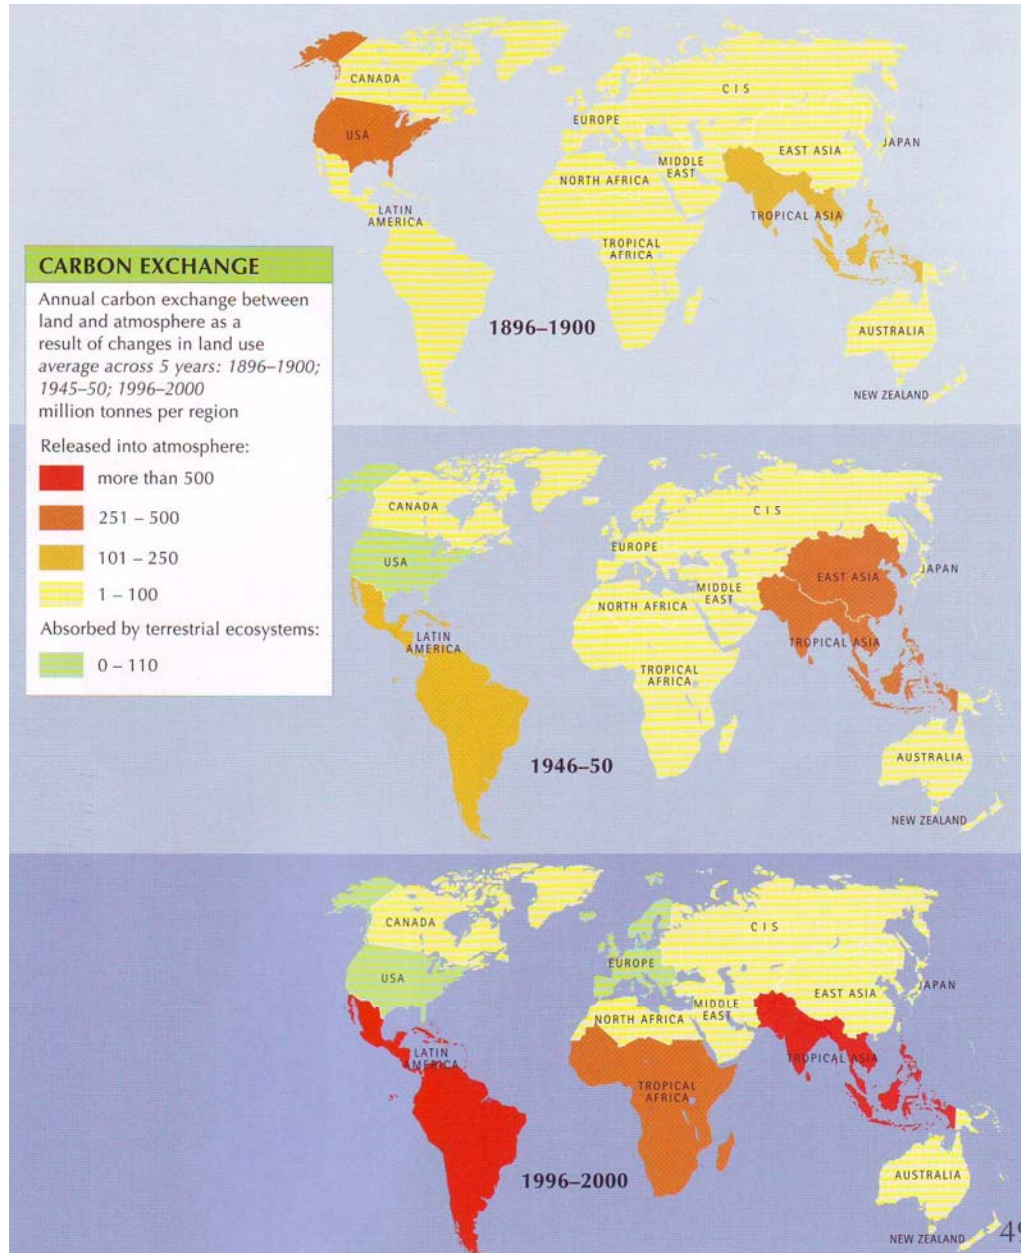 CANADA
CIS
USA
EUROPE
JAPAN
EAST ASIA
MIDDLE
EAST
NORTH AFRICA
LATIN
AMERICA
TROPICAL ASIA
TROPICAL
AFRICA
1896–1900
AUSTRALIA
NEW ZEALAND
CARBON EXCHANGE
Annual carbon exchange between
land and atmosphere as a
result of changes in land use
average across 5 years: 1896–1900;
1945–50; 1996–2000
million tonnes per region
Released into atmosphere:
more than 500
251 – 500
101 – 250
1 – 100
Absorbed by terrestrial ecosystems:
0 – 110
CANADA
CIS
USA
EUROPE
JAPAN
EAST ASIA
MIDDLE
EAST
NORTH AFRICA
LATIN
AMERICA
TROPICAL ASIA
TROPICAL
AFRICA
1946–50
AUSTRALIA
NEW ZEALAND
CANADA
CIS
USA
EUROPE
JAPAN
EAST ASIA
MIDDLE
EAST
NORTH AFRICA
LATIN
AMERICA
TROPICAL ASIA
TROPICAL
AFRICA
1996–2000
AUSTRALIA
NEW ZEALAND
49